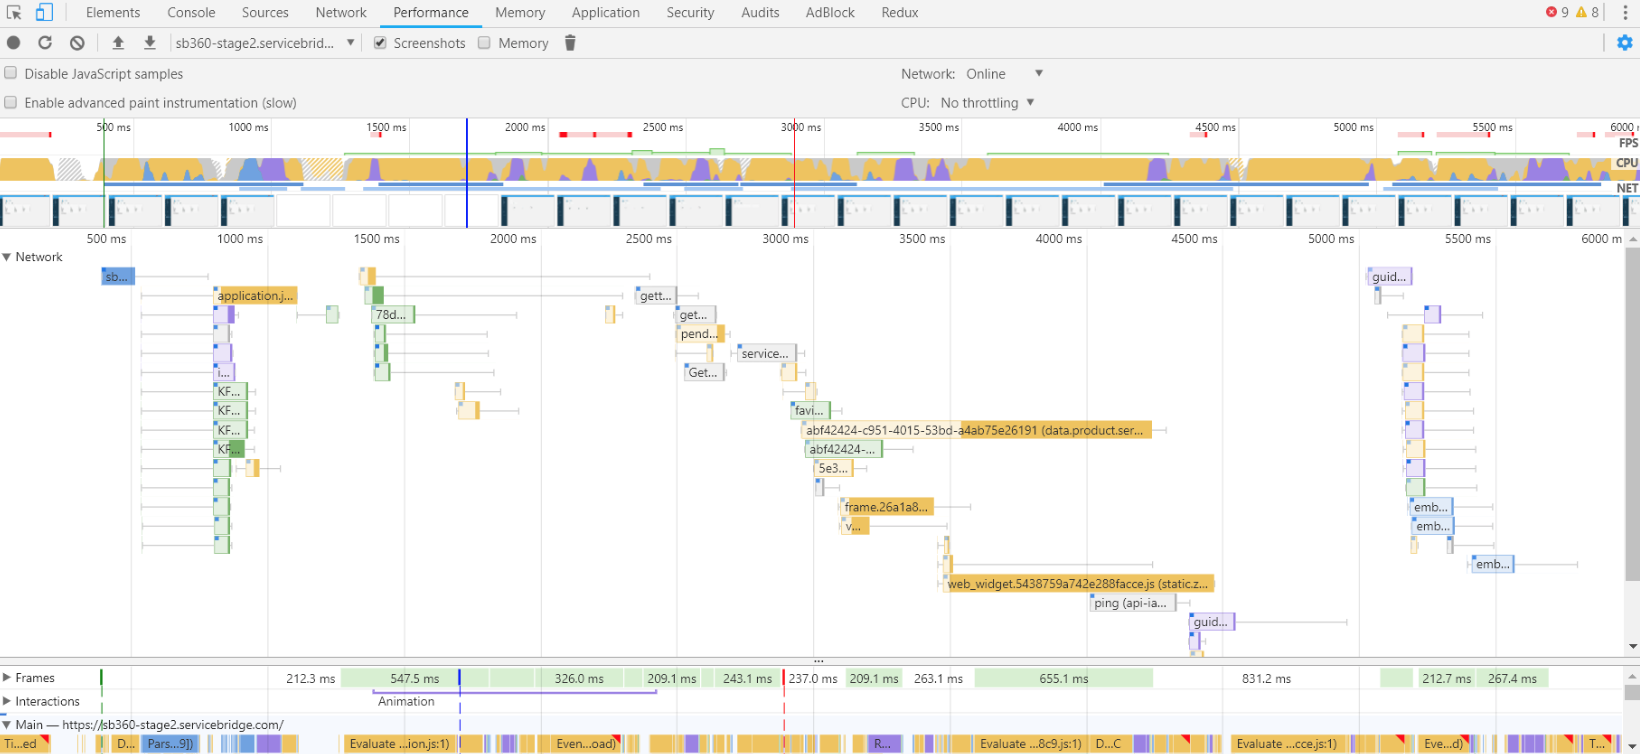 Elements Console Sources Network Performance Memory Application Security Audits AdBlock Redux 9 8
sb360-stage2.servicebrid... Screenshots Memory
Disable JavaScript samples Network: Online
Enable advanced paint instrumentation (slow) CPU: No throttling
500 ms 1000 ms 1500 ms 2000 ms 2500 ms 3000 ms 3500 ms 4000 ms 4500 ms 5000 ms 5500 ms 6000
FPS
CPU
NET
500 ms 1000 ms 1500 ms 2000 ms 2500 ms 3000 ms 3500 ms 4000 ms 4500 ms 5000 ms 5500 ms 6000 m
Network
sb... guid...
application.j... gett...
78d... get...
pend...
service...
i... Get...
KF...
KF... favi...
KF... abf42424-c951-4015-53bd-a4ab75e26191 (data.product.ser...
KF... abf42424-...
5e3...
frame.26a1a8... emb...
v... emb...
emb...
web_widget.5438759a742e288facce.js (static.z...
ping (api-ia...
guid...
Frames 212.3 ms 547.5 ms 326.0 ms 209.1 ms 243.1 ms 237.0 ms 209.1 ms 263.1 ms 655.1 ms 831.2 ms 212.7 ms 267.4 ms
Interactions Animation
Main — https://sb360-stage2.servicebridge.com/
Ti...ed D... Pars...9]) Evaluate ...ion.js:1) Even...oad) R... Evaluate ...8c9.js:1) D...C Evaluate ...cce.js:1) Eve...d) T...